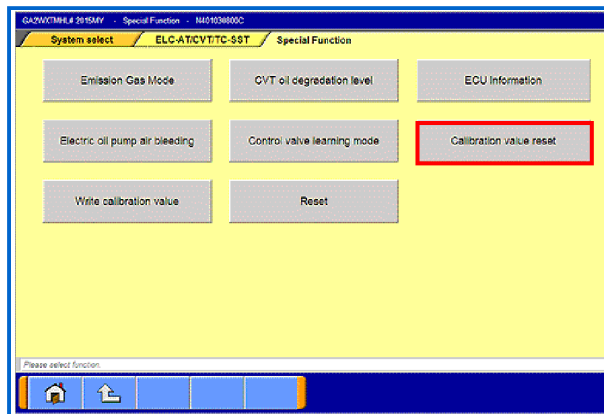 GA2WXTMHL# 2015MY - Special Function - N401030800C
System select ELC-AT/CVT/TC-SST Special Function
Emission Gas Mode CVT oil degradation level ECU Information
Electric oil pump air bleeding Control valve learning mode Calibration value reset
Write calibration value Reset
Please select function.